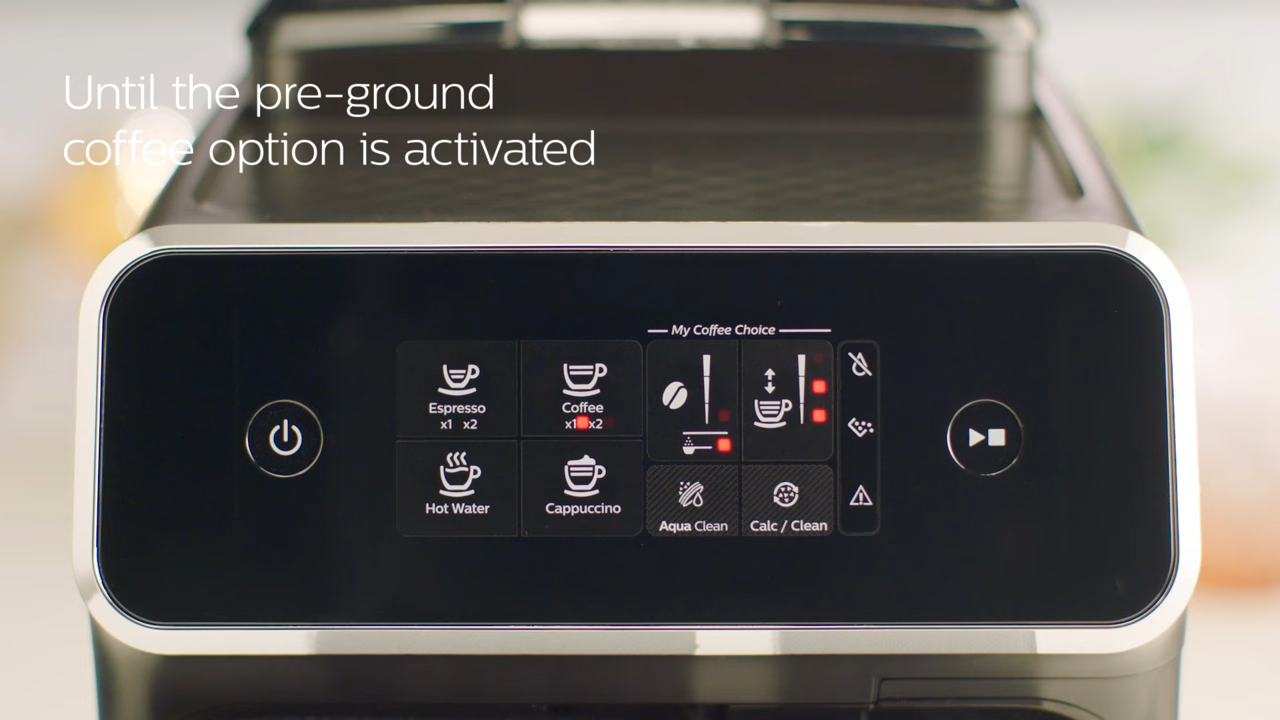 Until the pre-ground
coffee option is activated
My Coffee Choice
Espresso
x1 x2
Coffee
x1 x2
Hot Water
Cappuccino
Aqua Clean
Calc / Clean